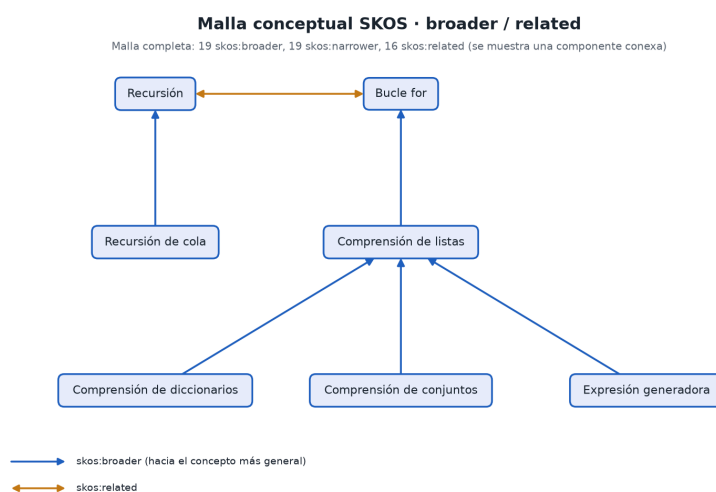 Malla conceptual SKOS · broader / related
Malla completa: 19 skos:broader, 19 skos:narrower, 16 skos:related (se muestra una componente conexa)
Recursión
Bucle for
Recursión de cola
Comprensión de listas
Comprensión de diccionarios
Comprensión de conjuntos
Expresión generadora
skos:broader (hacia el concepto más general)
skos:related